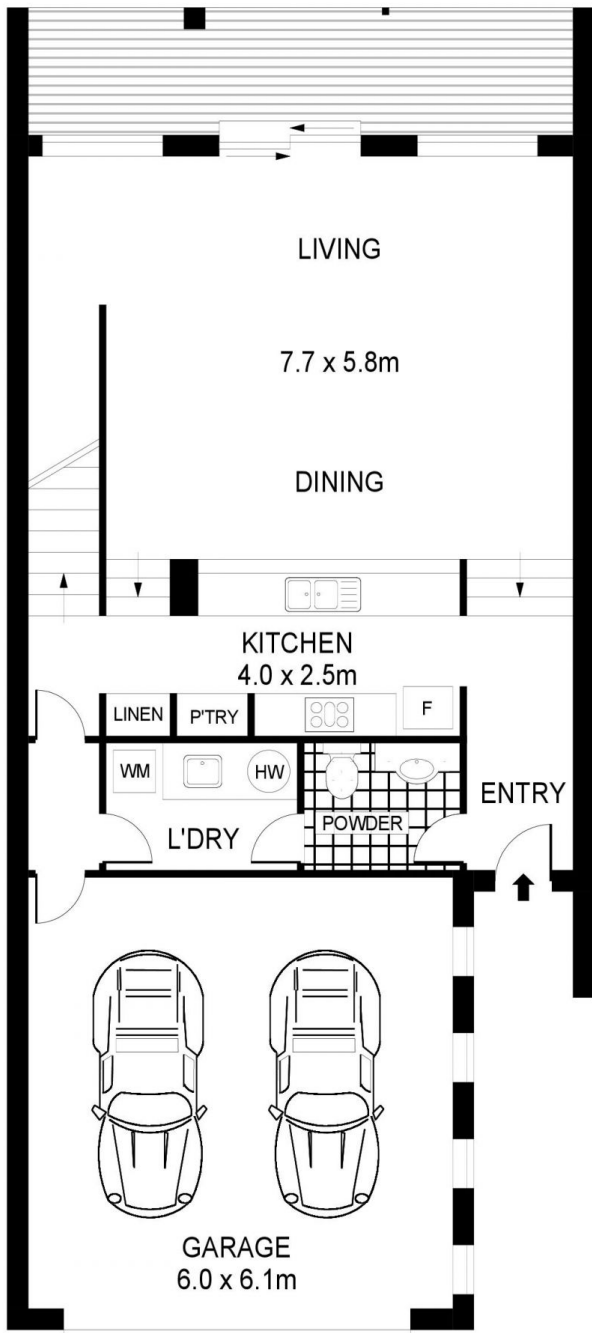 LIVING
7.7 x 5.8m
DINING
KITCHEN
4.0 x 2.5m
LINEN
P'TRY
F
WM
HW
ENTRY
L'DRY
POWDER
GARAGE
6.0 x 6.1m